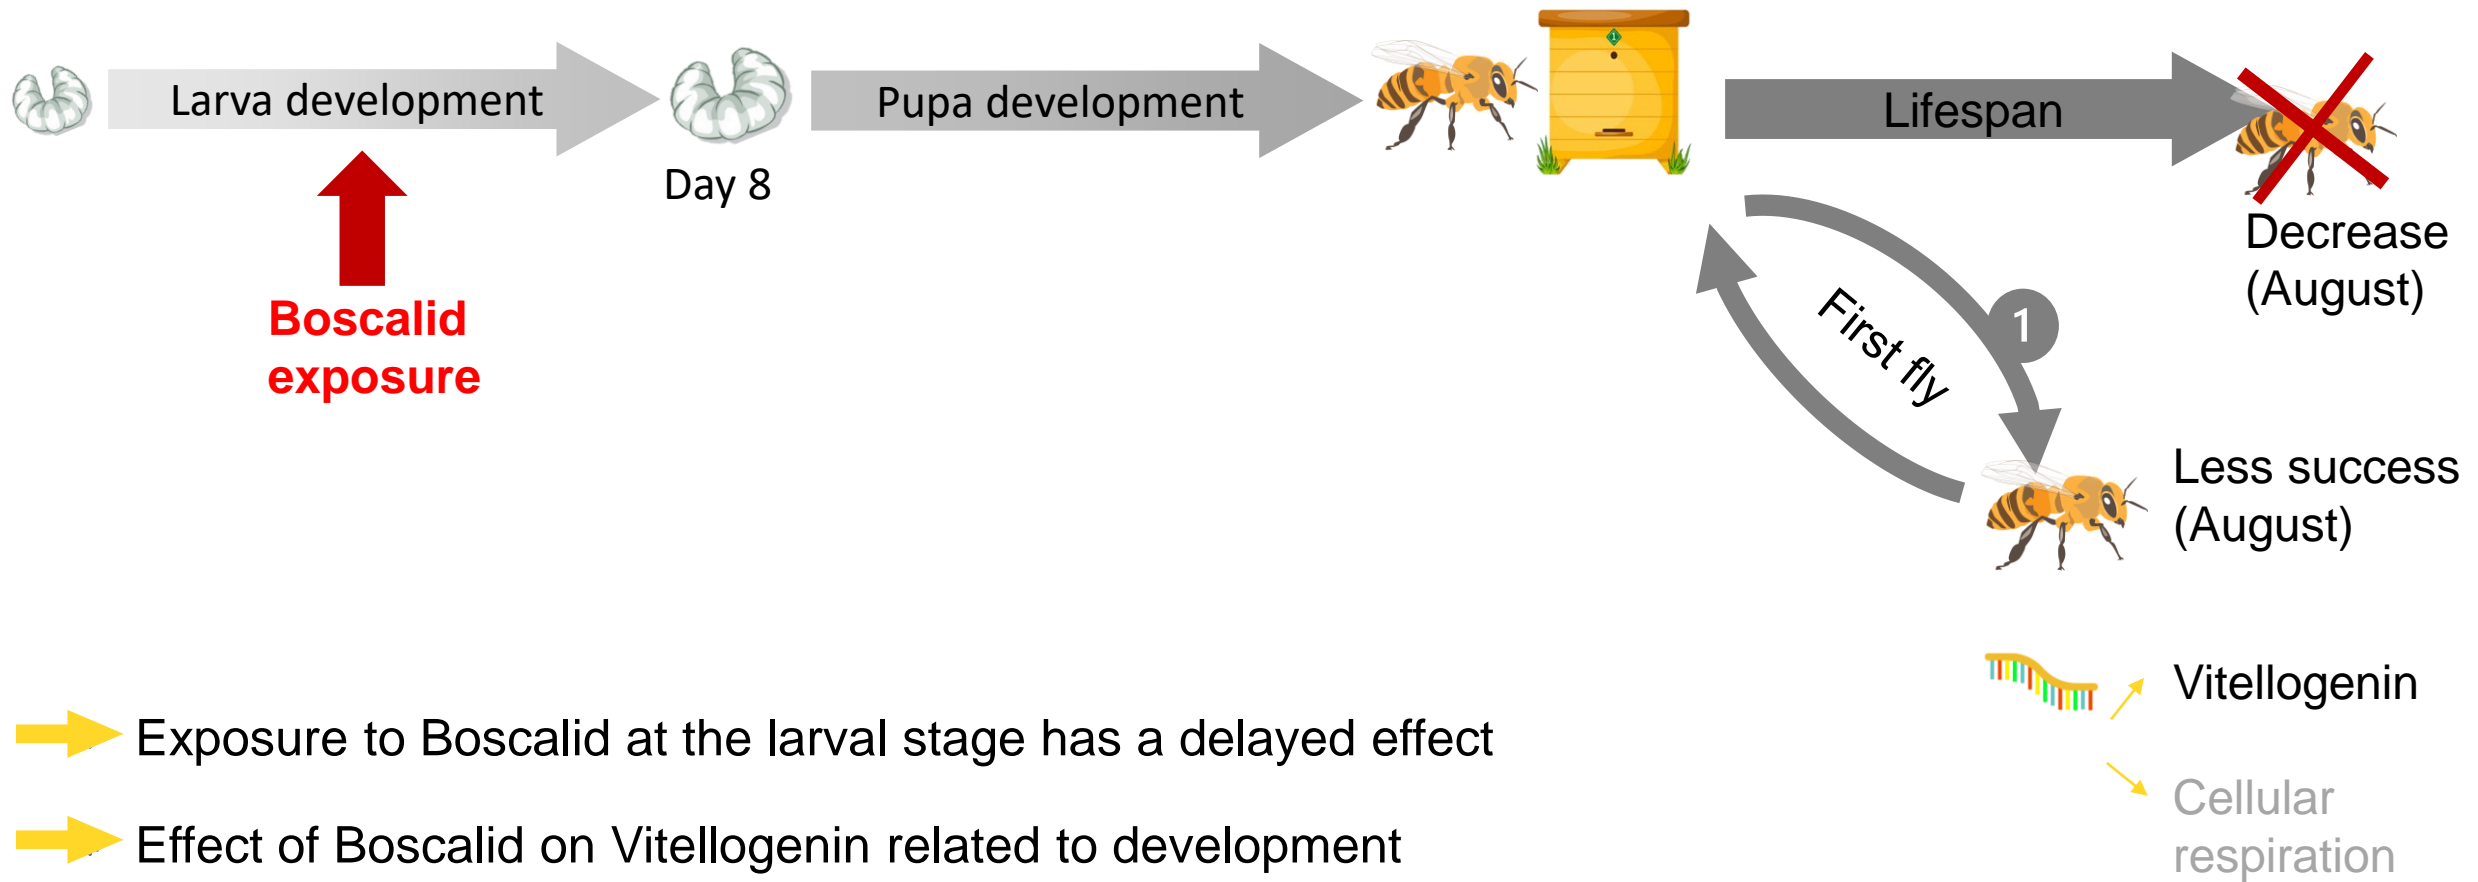 Larva development
Pupa development
1
Lifespan
Day 8
Boscalid
exposure
Decrease
(August)
1
First fly
Less success
(August)
Vitellogenin
Cellular
respiration
Exposure to Boscalid at the larval stage has a delayed effect
Effect of Boscalid on Vitellogenin related to development